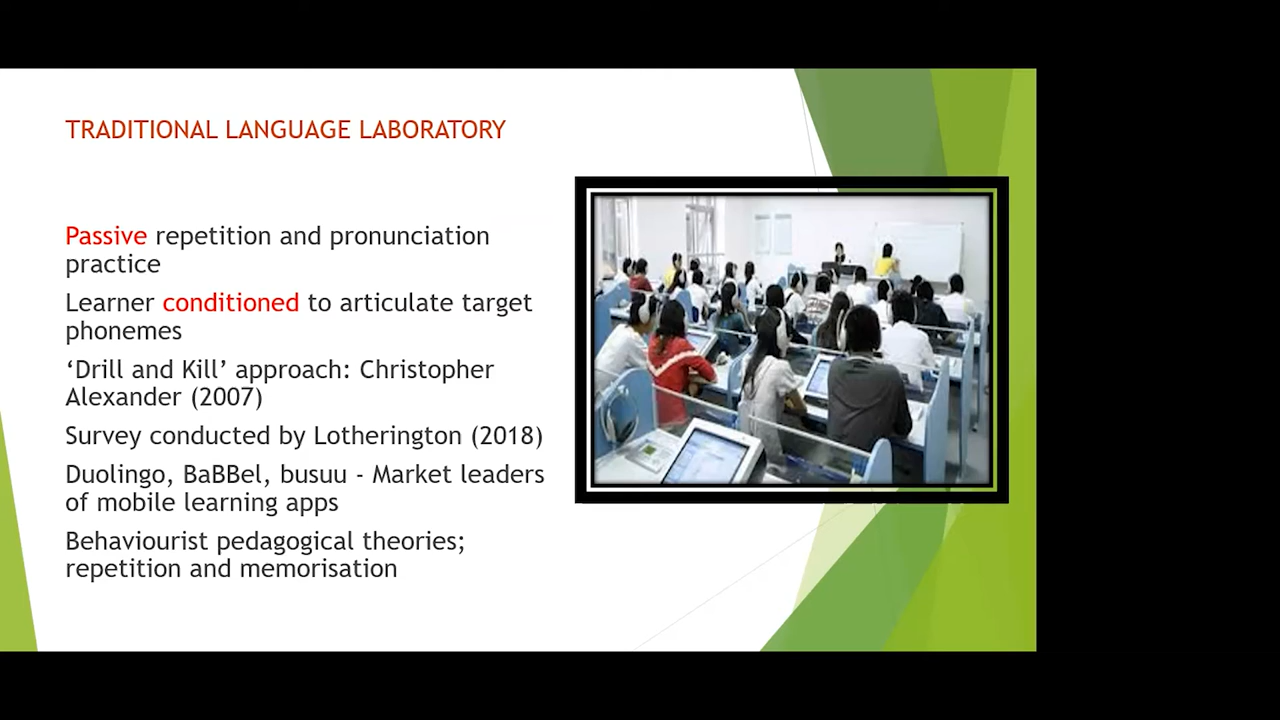 TRADITIONAL LANGUAGE LABORATORY
Passive repetition and pronunciation
practice
Learner conditioned to articulate target
phonemes
‘Drill and Kill’ approach: Christopher
Alexander (2007)
Survey conducted by Lotherington (2018)
Duolingo, BaBBel, busuu - Market leaders
of mobile learning apps
Behaviourist pedagogical theories;
repetition and memorisation